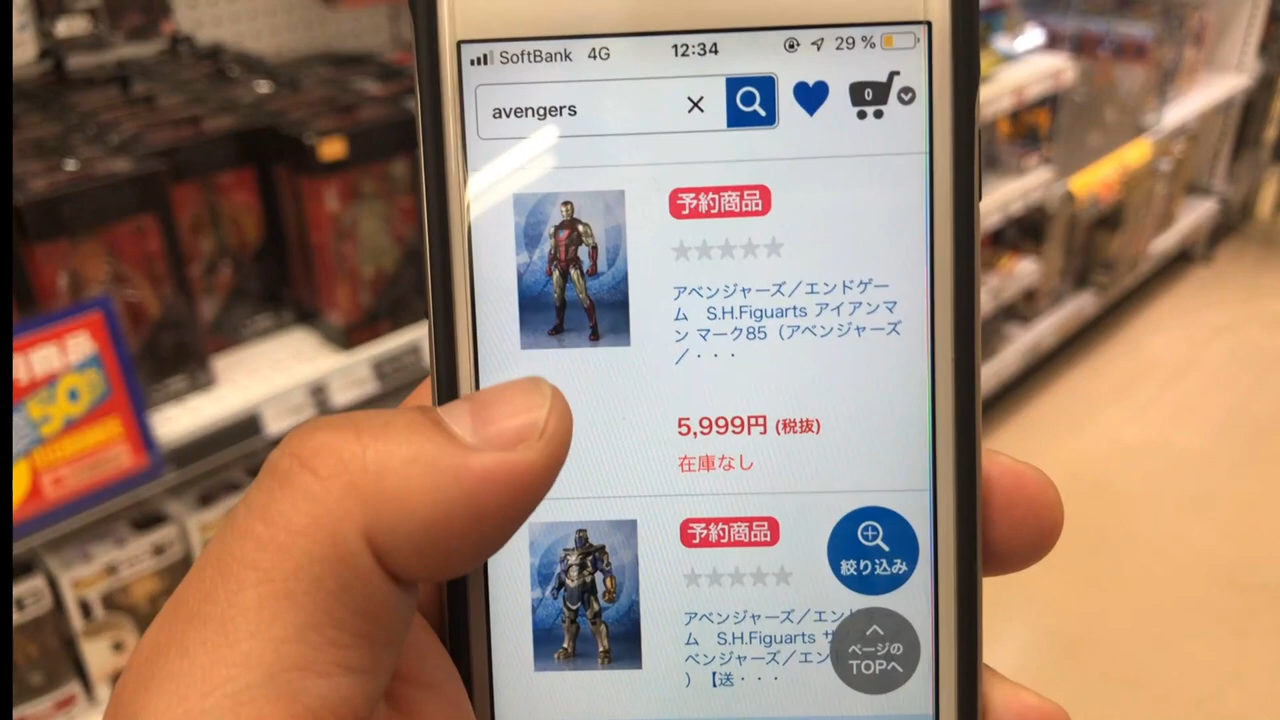 SoftBank 4G 12:34 29%
avengers
0
予約商品
アベンジャーズ/エンドゲー
ム S.H.Figuarts アイアンマ
ン マーク85(アベンジャーズ
/・・・
5,999円(税抜)
在庫なし
予約商品
絞り込み
アベンジャーズ/エン
ム S.H.Figuarts サ
ベンジャーズ/エン
)【送・・・
ページの
TOPへ
50